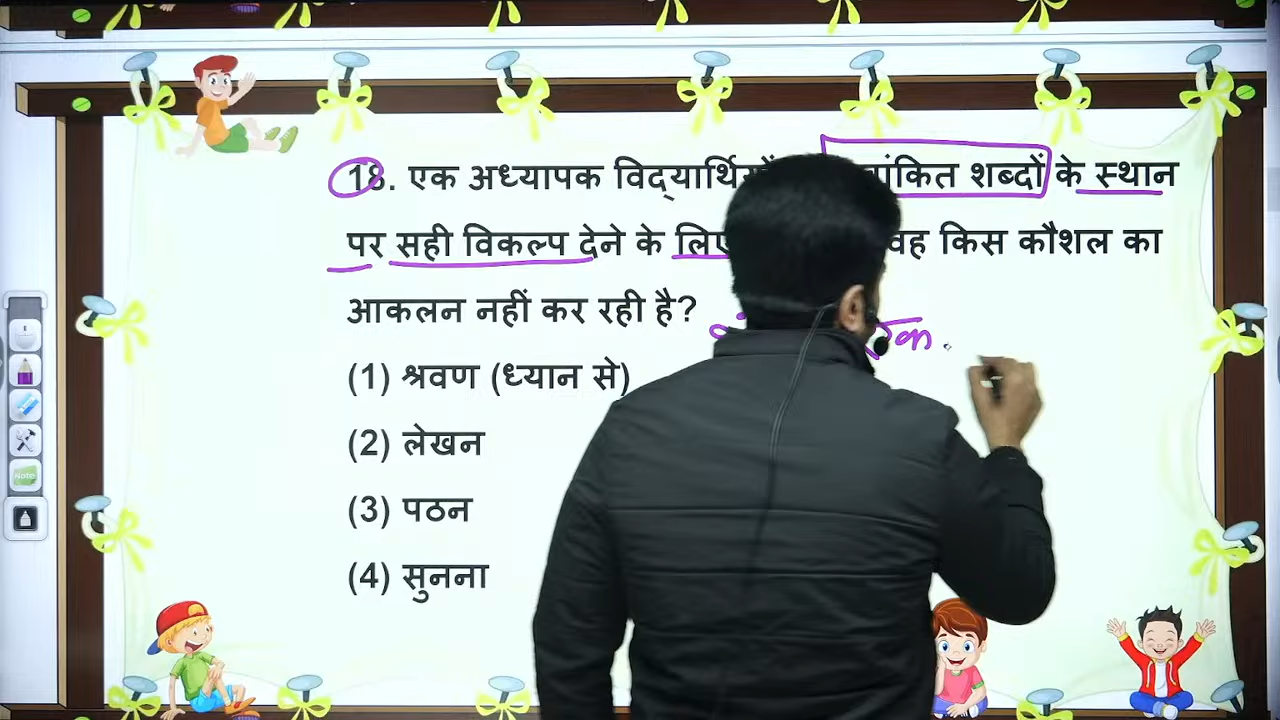 18. एक अध्यापक विद्यार्थियों शब्दों के स्थान
पर सही विकल्प देने के लिए वह किस कौशल का
आकलन नहीं कर रही है?
(1) श्रवण (ध्यान से)
(2) लेखन
(3) पठन
(4) सुनना
Note